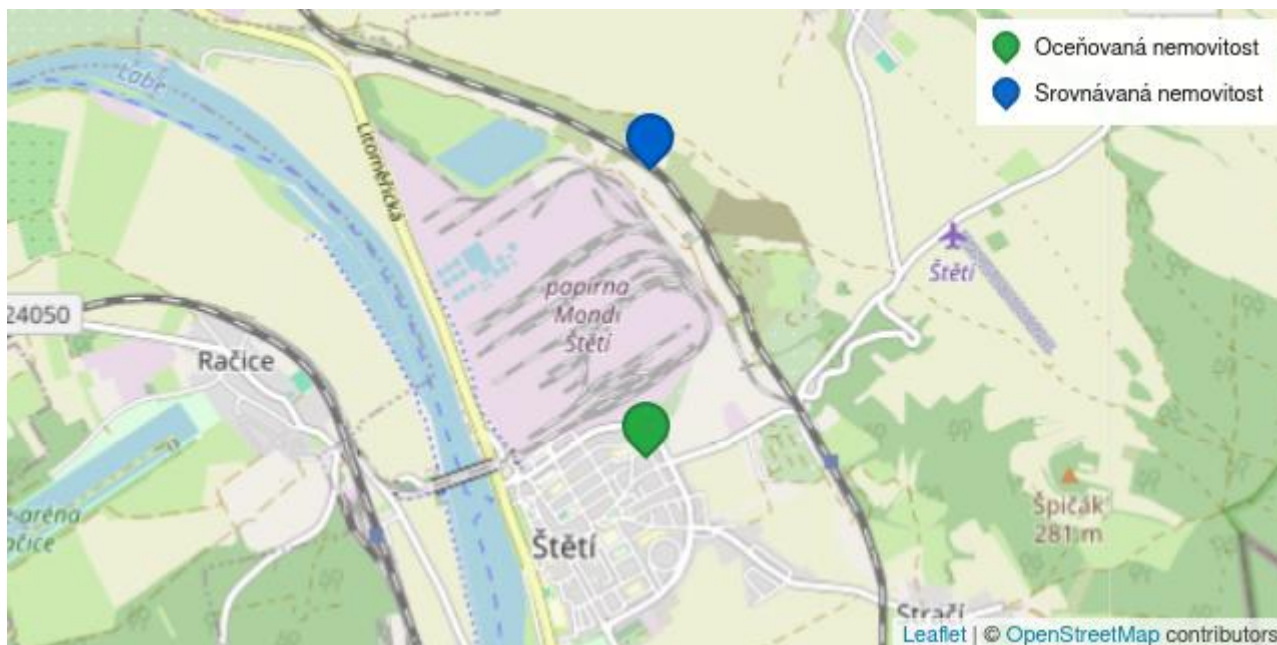 Oceňovaná nemovitost
Srovnávaná nemovitost
Labe
Litoměřická
Štětí
papírna
Mondi
Štětí
24050
Račice
Špičák
281 m
aréna
Štětí
Stračí
Leaflet | © OpenStreetMap contributors